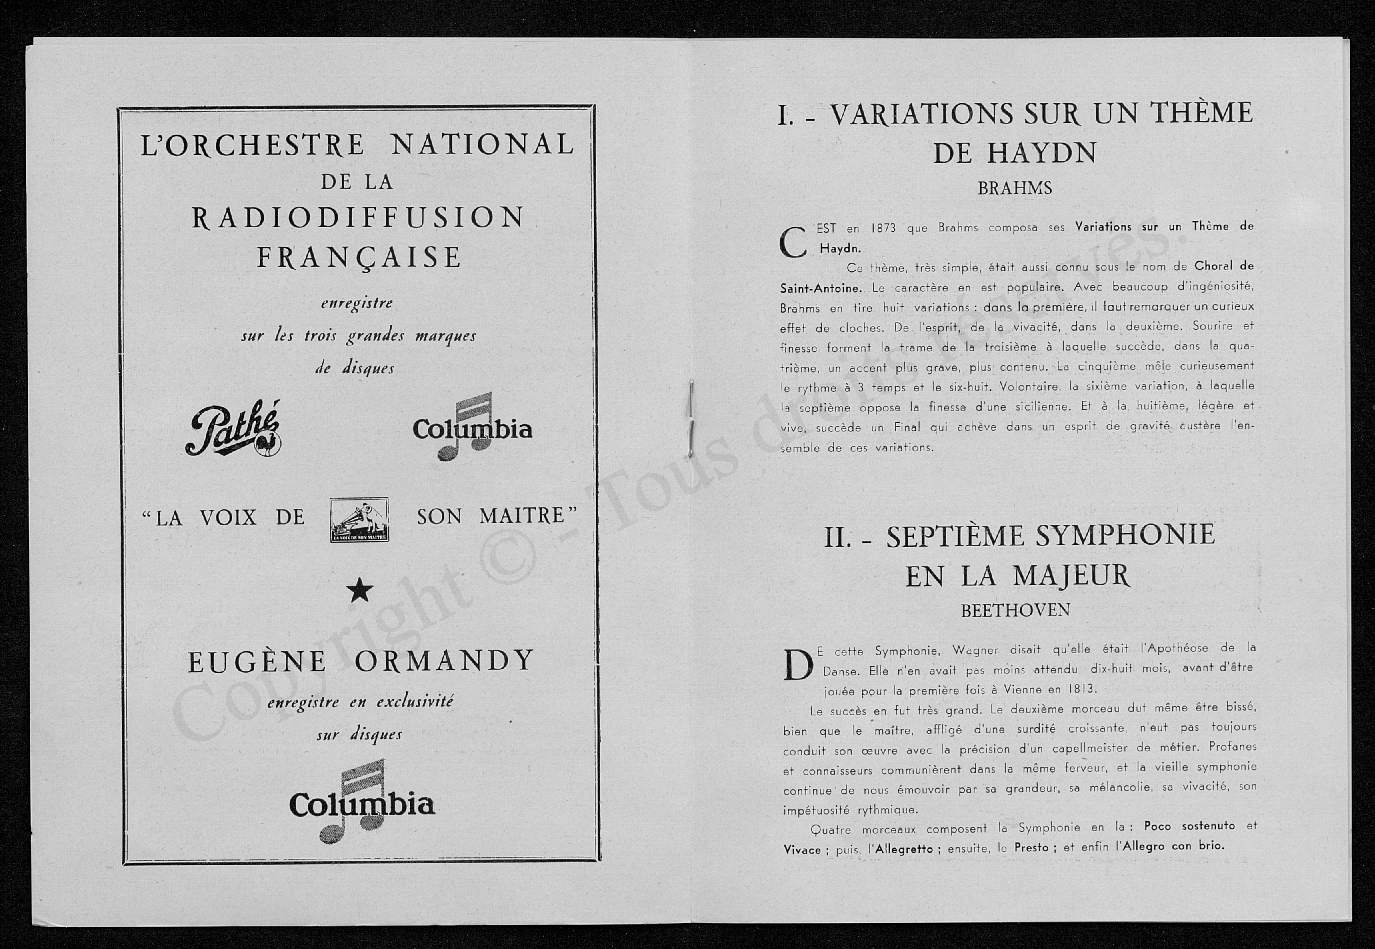 L'ORCHESTRE NATIONAL
DE LA
RADIODIFFUSION
FRANÇAISE
enregistre
sur les trois grandes marques
de disques
Pathé
Columbia
"LA VOIX DE SON MAITRE"
LA VOIX DE SON MAITRE
EUGÈNE ORMANDY
enregistre en exclusivité
sur disques
Columbia
I. - VARIATIONS SUR UN THÈME
DE HAYDN
BRAHMS
CEST en 1873 que Brahms composa ses Variations sur un Thème de
Haydn.
Ce thème, très simple, était aussi connu sous le nom de Choral de
Saint-Antoine. Le caractère en est populaire. Avec beaucoup d'ingéniosité,
Brahms en tire huit variations : dans la première, il faut remarquer un curieux
effet de cloches. De l'esprit, de la vivacité, dans la deuxième. Sourire et
finesse forment la trame de la troisième à laquelle succède, dans la qua-
trième, un accent plus grave, plus contenu. La cinquième mêle curieusement
le rythme à 3 temps et le six-huit. Volontaire, la sixième variation, à laquelle
la septième oppose la finesse d'une sicilienne. Et à la huitième, légère et
vive, succède un Final qui achève dans un esprit de gravité austère l'en-
semble de ces variations.
II. - SEPTIÈME SYMPHONIE
EN LA MAJEUR
BEETHOVEN
DE cette Symphonie, Wagner disait qu'elle était l'Apothéose de la
Danse. Elle n'en avait pas moins attendu dix-huit mois, avant d'être
jouée pour la première fois à Vienne en 1813.
Le succès en fut très grand. Le deuxième morceau dut même être bissé,
bien que le maître, affligé d'une surdité croissante, n'eut pas toujours
conduit son œuvre avec la précision d'un capellmeister de métier. Profanes
et connaisseurs communièrent dans la même ferveur, et la vieille symphonie
continue de nous émouvoir par sa grandeur, sa mélancolie, sa vivacité, son
impétuosité rythmique.
Quatre morceaux composent la Symphonie en la : Poco sostenuto et
Vivace ; puis, l'Allegretto ; ensuite, le Presto ; et enfin l'Allegro con brio.
Copyright © - Tous droits réservés.